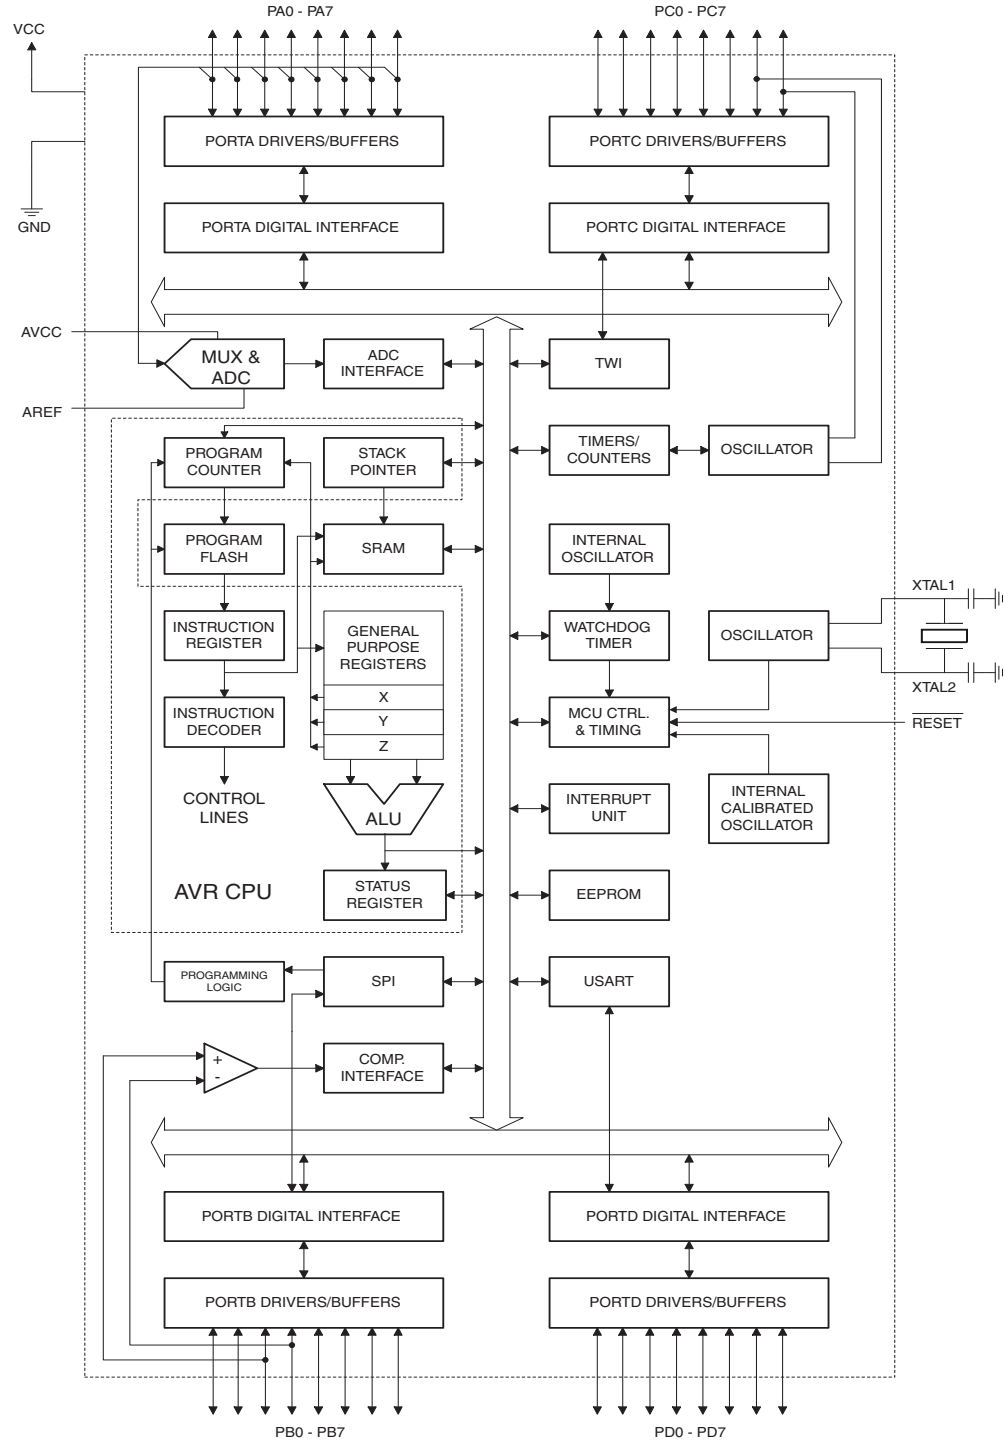 PA0 - PA7
PC0 - PC7
VCC
PORTA DRIVERS/BUFFERS
PORTC DRIVERS/BUFFERS
GND
PORTA DIGITAL INTERFACE
PORTC DIGITAL INTERFACE
AVCC
MUX &
ADC
ADC
INTERFACE
TWI
AREF
PROGRAM
COUNTER
STACK
POINTER
TIMERS/
COUNTERS
OSCILLATOR
PROGRAM
FLASH
SRAM
INTERNAL
OSCILLATOR
XTAL1
INSTRUCTION
REGISTER
GENERAL
PURPOSE
REGISTERS
WATCHDOG
TIMER
OSCILLATOR
X
XTAL2
INSTRUCTION
DECODER
Y
MCU CTRL.
& TIMING
RESET
Z
CONTROL
LINES
ALU
INTERRUPT
UNIT
INTERNAL
CALIBRATED
OSCILLATOR
AVR CPU
STATUS
REGISTER
EEPROM
PROGRAMMING
LOGIC
SPI
USART
+
-
COMP.
INTERFACE
PORTB DIGITAL INTERFACE
PORTD DIGITAL INTERFACE
PORTB DRIVERS/BUFFERS
PORTD DRIVERS/BUFFERS
PB0 - PB7
PD0 - PD7